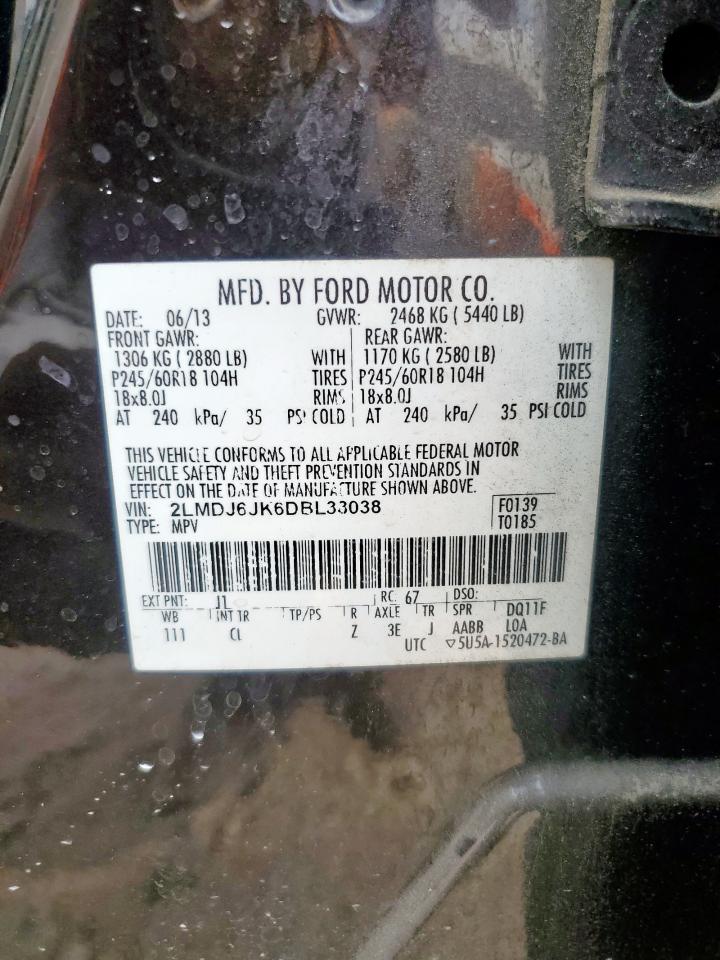 MFD. BY FORD MOTOR CO.
DATE: 06/13 GVWR: 2468 KG ( 5440 LB)
FRONT GAWR: REAR GAWR:
1306 KG ( 2880 LB) WITH 1170 KG ( 2580 LB) WITH
P245/60R18 104H TIRES P245/60R18 104H TIRES
18x8.0J RIMS 18x8.0J RIMS
AT 240 kPa/ 35 PSI COLD AT 240 kPa/ 35 PSI COLD
THIS VEHICLE CONFORMS TO ALL APPLICABLE FEDERAL MOTOR
VEHICLE SAFETY AND THEFT PREVENTION STANDARDS IN
EFFECT ON THE DATE OF MANUFACTURE SHOWN ABOVE.
VIN: 2LMDJ6JK6DBL33038 F0139
TYPE: MPV T0185
EXT PNT: J1 RC: 67 DSO:
WB INT TR TP/PS R AXLE TR SPR DQ11F
111 CL Z 3E J AABB LOA
UTC ▽5U5A-1520472-BA